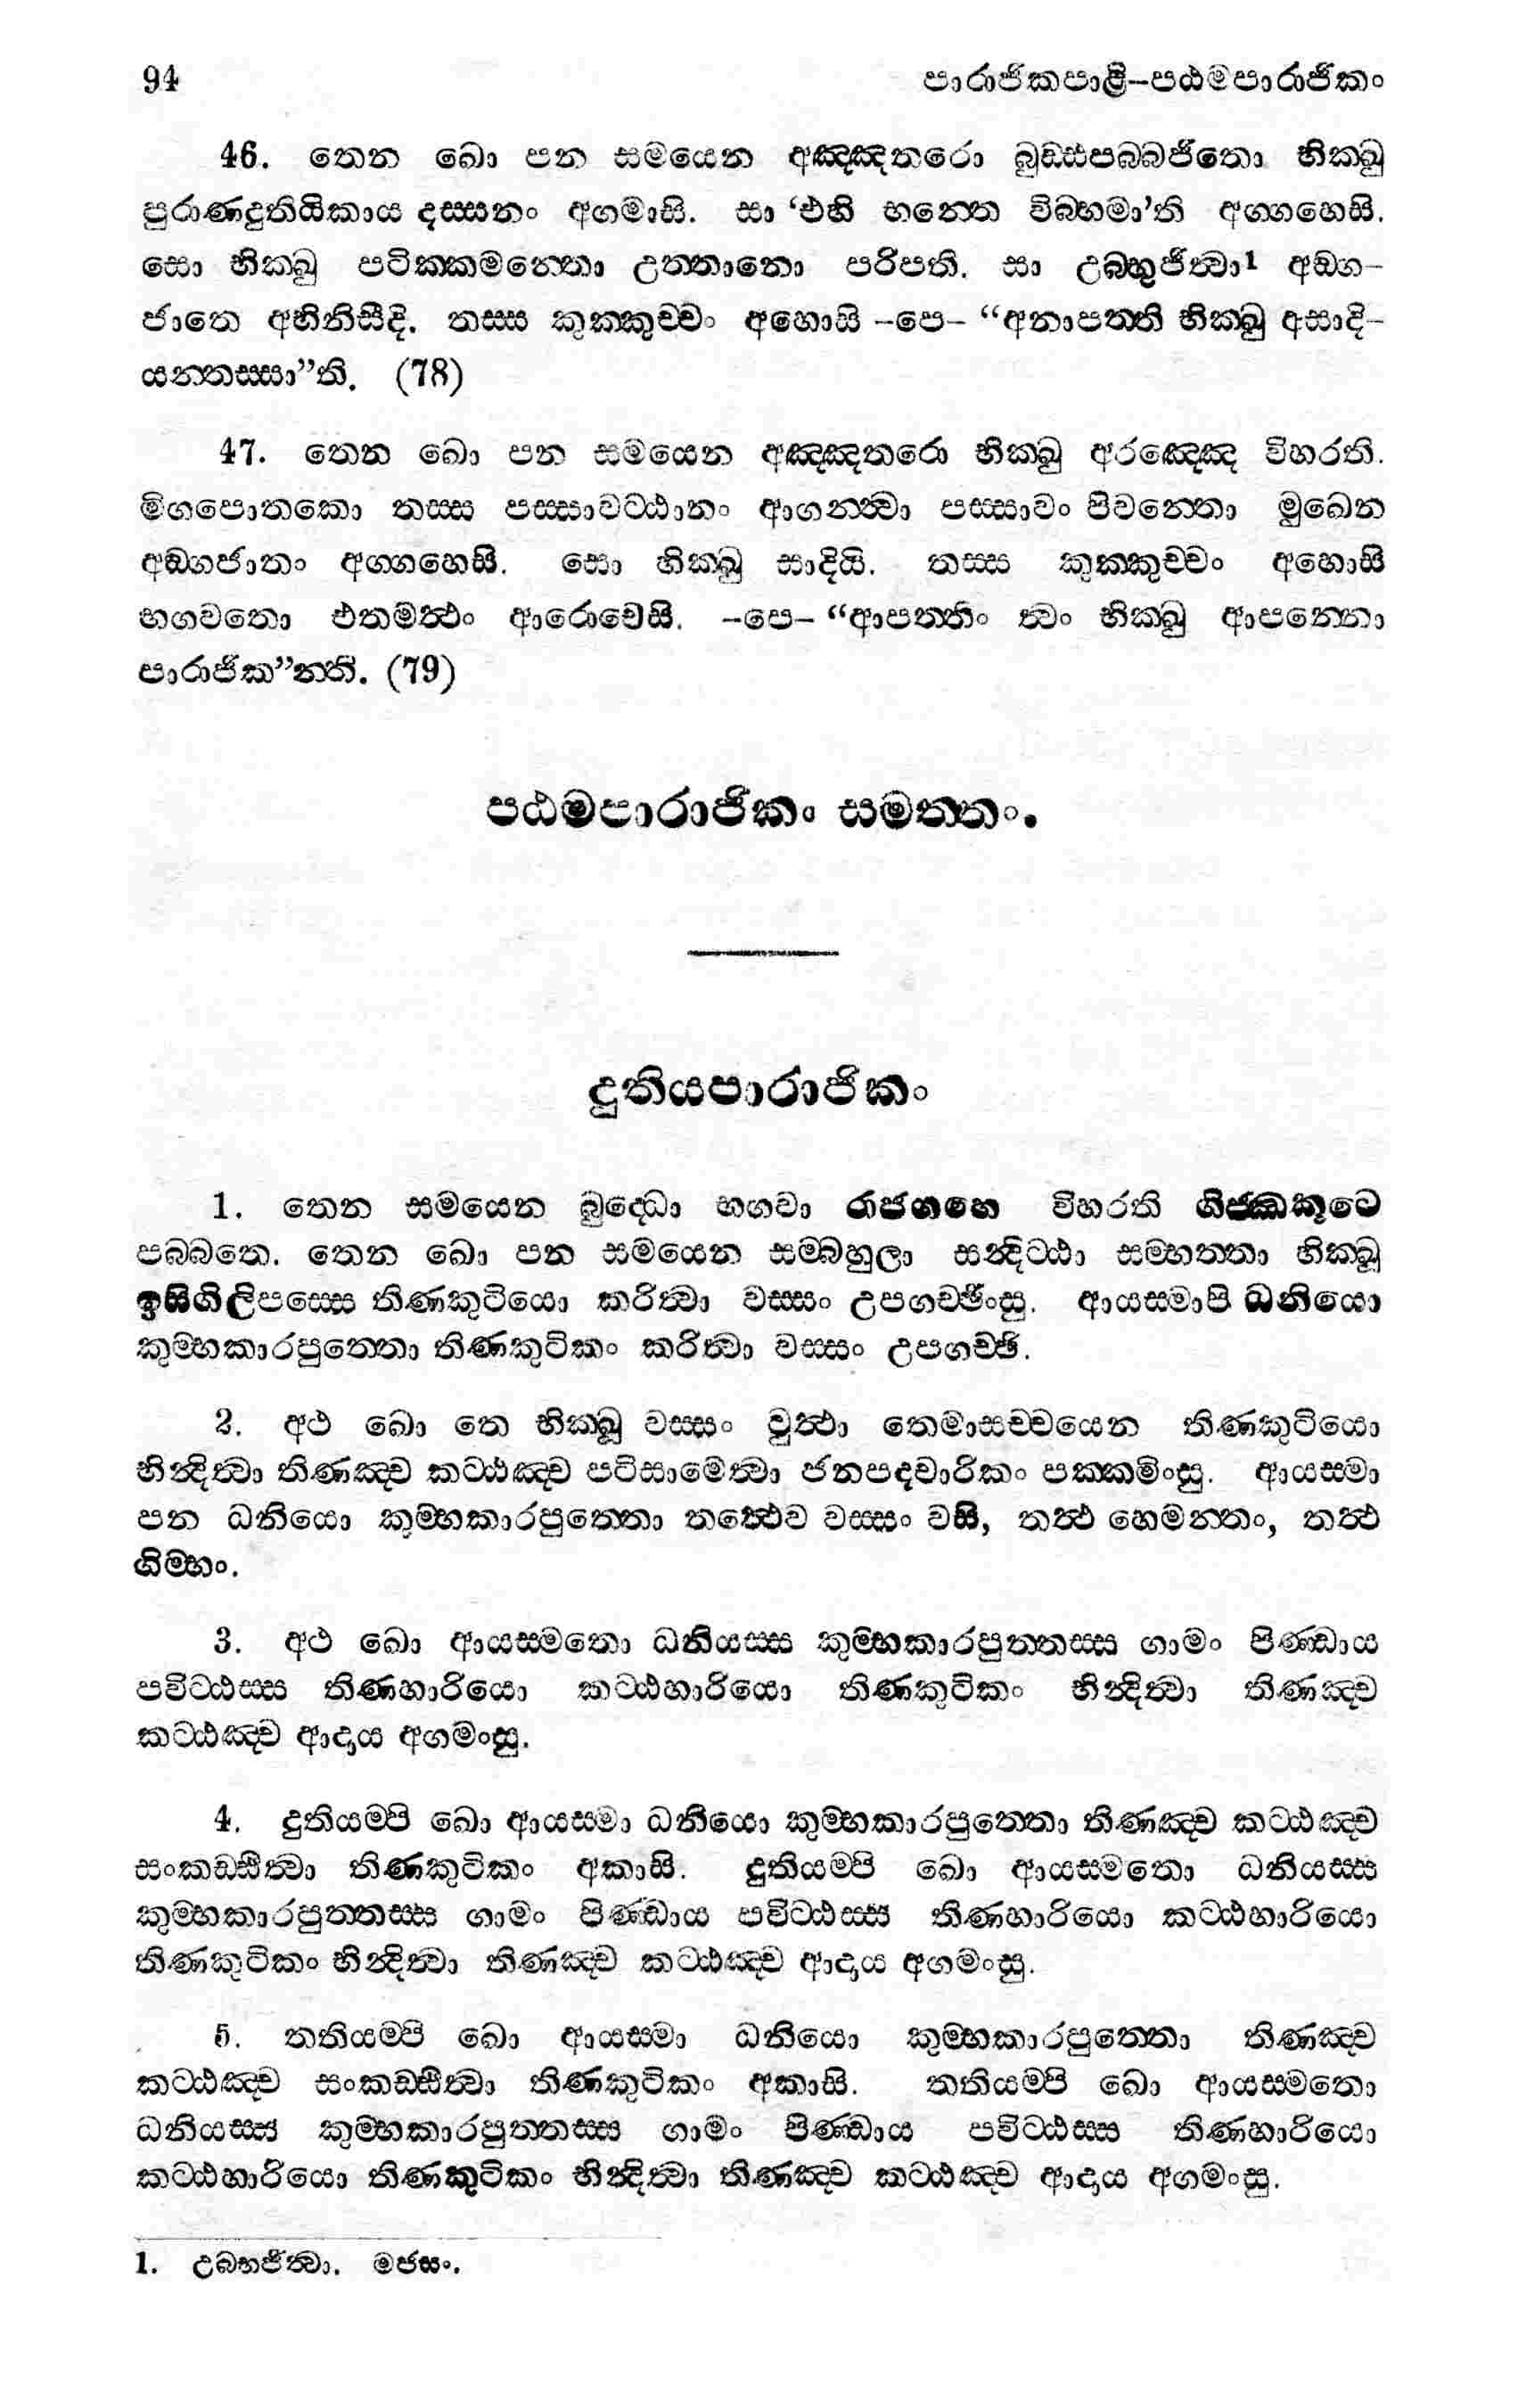 94 පාරාජිකපාළි–පඨමපාරාජිකං
46. තෙන ඛො පන සමයෙන අඤ්ඤතරො බුඩ්ඪපබ්බජිතො භික්ඛු
පුරාණදුතියිකාය දස්සනං අගමාසි. සා ‘එහි භන්තෙ විබ්භමා’ති අග්ගහෙසි.
සො භික්ඛු පටික්කමන්තො උත්තානො පරිපති. සා උබ්භුජිත්වා1 අඞ්ග–
ජාතෙ අභිනිසීදි. තස්ස කුක්කුච්චං අහොසි –පෙ– “අනාපත්ති භික්ඛු අසාදි–
යන්තස්සා”ති. (78)
47. තෙන ඛො පන සමයෙන අඤ්ඤතරො භික්ඛු අරඤ්ඤෙ විහරති.
මිගපොතකො තස්ස පස්සාවට්ඨානං ආගන්ත්වා පස්සාවං පිවන්තො මුඛෙන
අඞ්ගජාතං අග්ගහෙසි. සො භික්ඛු සාදියි. තස්ස කුක්කුච්චං අහොසි
භගවතො එතමත්ථං ආරොචෙසි. –පෙ– “ආපත්තිං ත්වං භික්ඛු ආපන්නො
පාරාජික”න්ති. (79)
පඨමපාරාජිකං සමත්තං.
දුතියපාරාජිකං
1. තෙන සමයෙන බුද්ධො භගවා රාජගහෙ විහරති ගිජ්ඣකූටෙ
පබ්බතෙ. තෙන ඛො පන සමයෙන සම්බහුලා සන්දිට්ඨා සම්භත්තා භික්ඛූ
ඉසිගිලිපස්සෙ තිණකුටියො කරිත්වා වස්සං උපගච්ඡිංසු. ආයස්මාපි ධනියො
කුම්භකාරපුත්තො තිණකුටිකං කරිත්වා වස්සං උපගච්ඡි.
2. අථ ඛො තෙ භික්ඛූ වස්සං වුත්ථා තෙමාසච්චයෙන තිණකුටියො
භින්දිත්වා තිණඤ්ච කට්ඨඤ්ච පටිසාමෙත්වා ජනපදචාරිකං පක්කමිංසු. ආයස්මා
පන ධනියො කුම්භකාරපුත්තො තත්ථෙව වස්සං වසි, තත්ථ හෙමන්තං, තත්ථ
ගිම්හං.
3. අථ ඛො ආයස්මතො ධනියස්ස කුම්භකාරපුත්තස්ස ගාමං පිණ්ඩාය
පවිට්ඨස්ස තිණහාරියො කට්ඨහාරියො තිණකුටිකං භින්දිත්වා තිණඤ්ච
කට්ඨඤ්ච ආදාය අගමංසු.
4. දුතියම්පි ඛො ආයස්මා ධනියො කුම්භකාරපුත්තො තිණඤ්ච කට්ඨඤ්ච
සංකඩ්ඪිත්වා තිණකුටිකං අකාසි. දුතියම්පි ඛො ආයස්මතො ධනියස්ස
කුම්භකාරපුත්තස්ස ගාමං පිණ්ඩාය පවිට්ඨස්ස තිණහාරියො කට්ඨහාරියො
තිණකුටිකං භින්දිත්වා තිණඤ්ච කට්ඨඤ්ච ආදාය අගමංසු.
5. තතියම්පි ඛො ආයස්මා ධනියො කුම්භකාරපුත්තො තිණඤ්ච
කට්ඨඤ්ච සංකඩ්ඪිත්වා තිණකුටිකං අකාසි. තතියම්පි ඛො ආයස්මතො
ධනියස්ස කුම්භකාරපුත්තස්ස ගාමං පිණ්ඩාය පවිට්ඨස්ස තිණහාරියො
කට්ඨහාරියො තිණකුටිකං භින්දිත්වා තිණඤ්ච කට්ඨඤ්ච ආදාය අගමංසු.
1. උබ්භජිත්වා. මජසං.